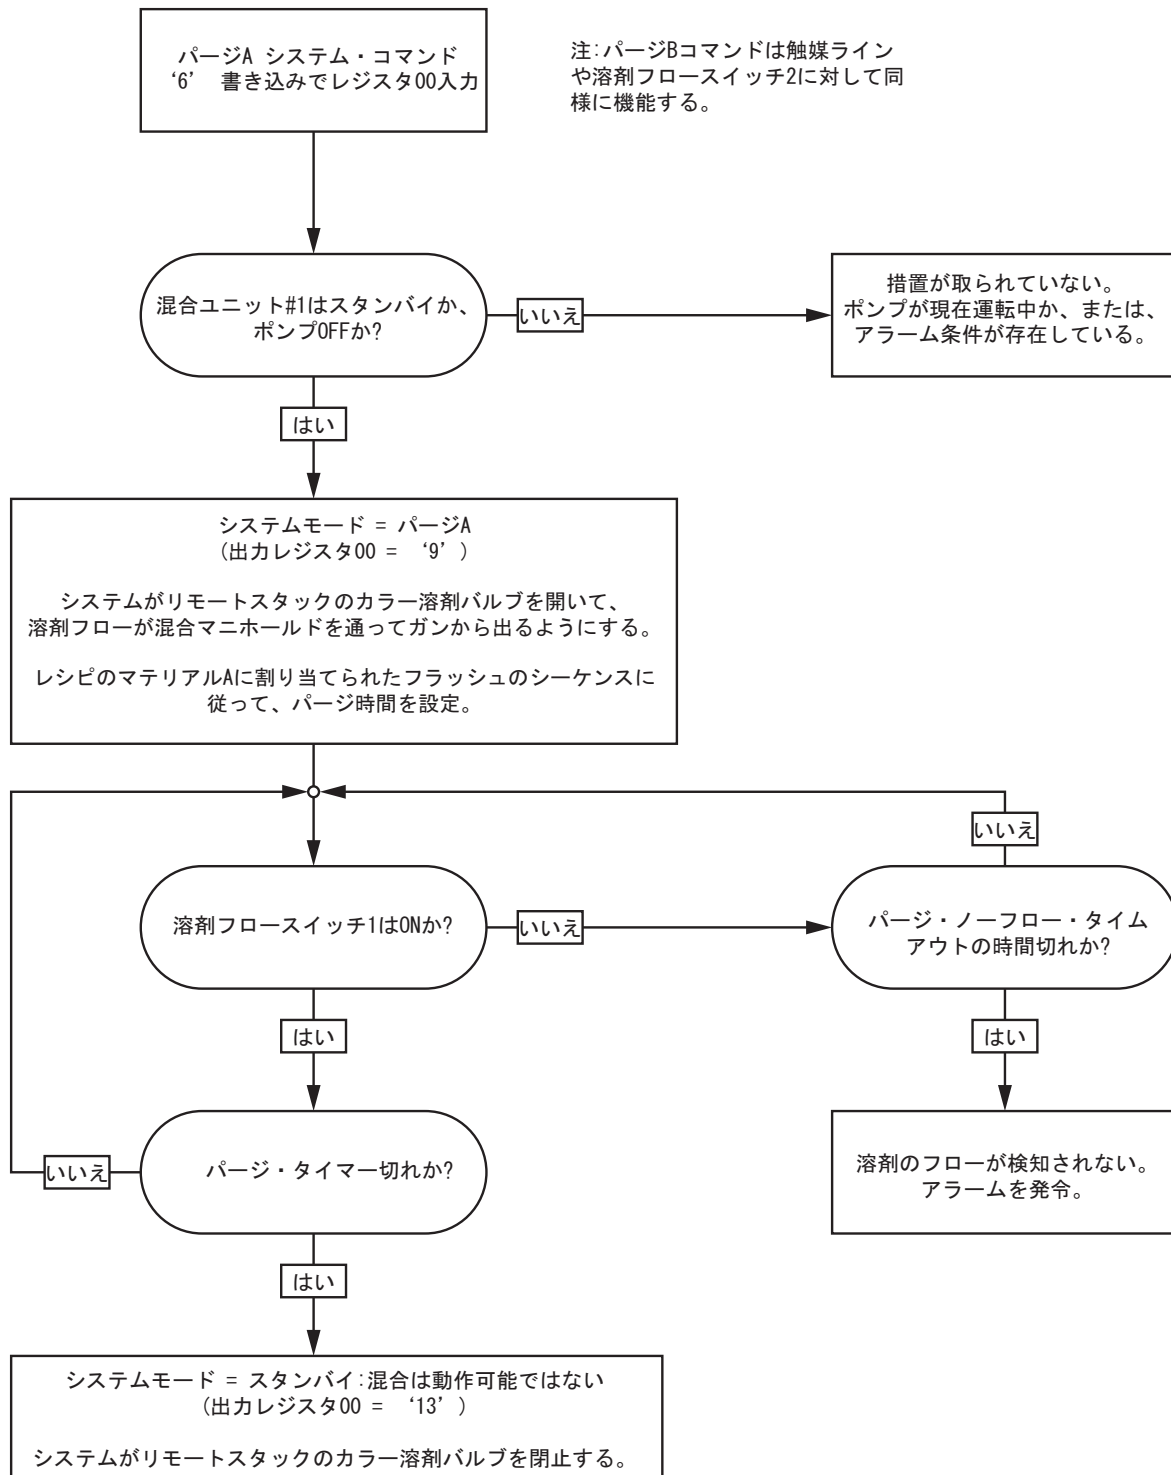 パージA システム・コマンド
‘6’ 書き込みでレジスタ00入力
注:パージBコマンドは触媒ライン
や溶剤フロースイッチ2に対して同
様に機能する。
混合ユニット#1はスタンバイか、
ポンプOFFか?
いいえ
措置が取られていない。
ポンプが現在運転中か、または、
アラーム条件が存在している。
はい
システムモード = パージA
(出力レジスタ00 = ‘9’)
システムがリモートスタックのカラー溶剤バルブを開いて、
溶剤フローが混合マニホールドを通ってガンから出るようにする。
レシピのマテリアルAに割り当てられたフラッシュのシーケンスに
従って、パージ時間を設定。
いいえ
溶剤フロースイッチ1はONか?
いいえ
パージ・ノーフロー・タイム
アウトの時間切れか?
はい
はい
パージ・タイマー切れか?
いいえ
溶剤のフローが検知されない。
アラームを発令。
はい
システムモード = スタンバイ:混合は動作可能ではない
(出力レジスタ00 = ‘13’)
システムがリモートスタックのカラー溶剤バルブを閉止する。